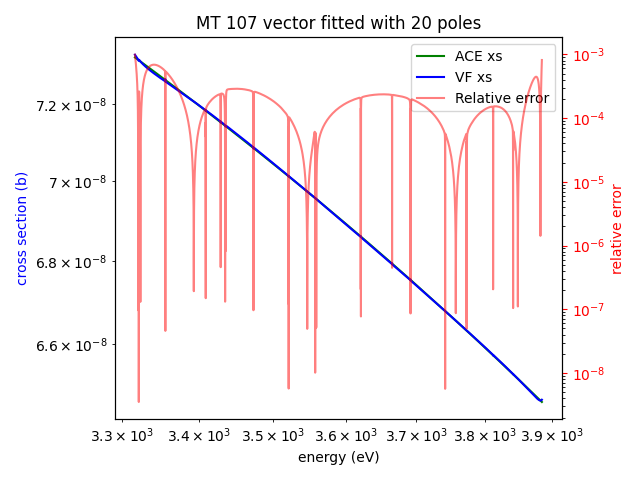 MT 107 vector fitted with 20 poles
ACE xs
VF xs
Relative error
cross section (b)
7.2 × 10⁻⁸
7 × 10⁻⁸
6.8 × 10⁻⁸
6.6 × 10⁻⁸
10⁻³
10⁻⁴
10⁻⁵
10⁻⁶
10⁻⁷
10⁻⁸
relative error
3.3 × 10³ 3.4 × 10³ 3.5 × 10³ 3.6 × 10³ 3.7 × 10³ 3.8 × 10³ 3.9 × 10³
energy (eV)